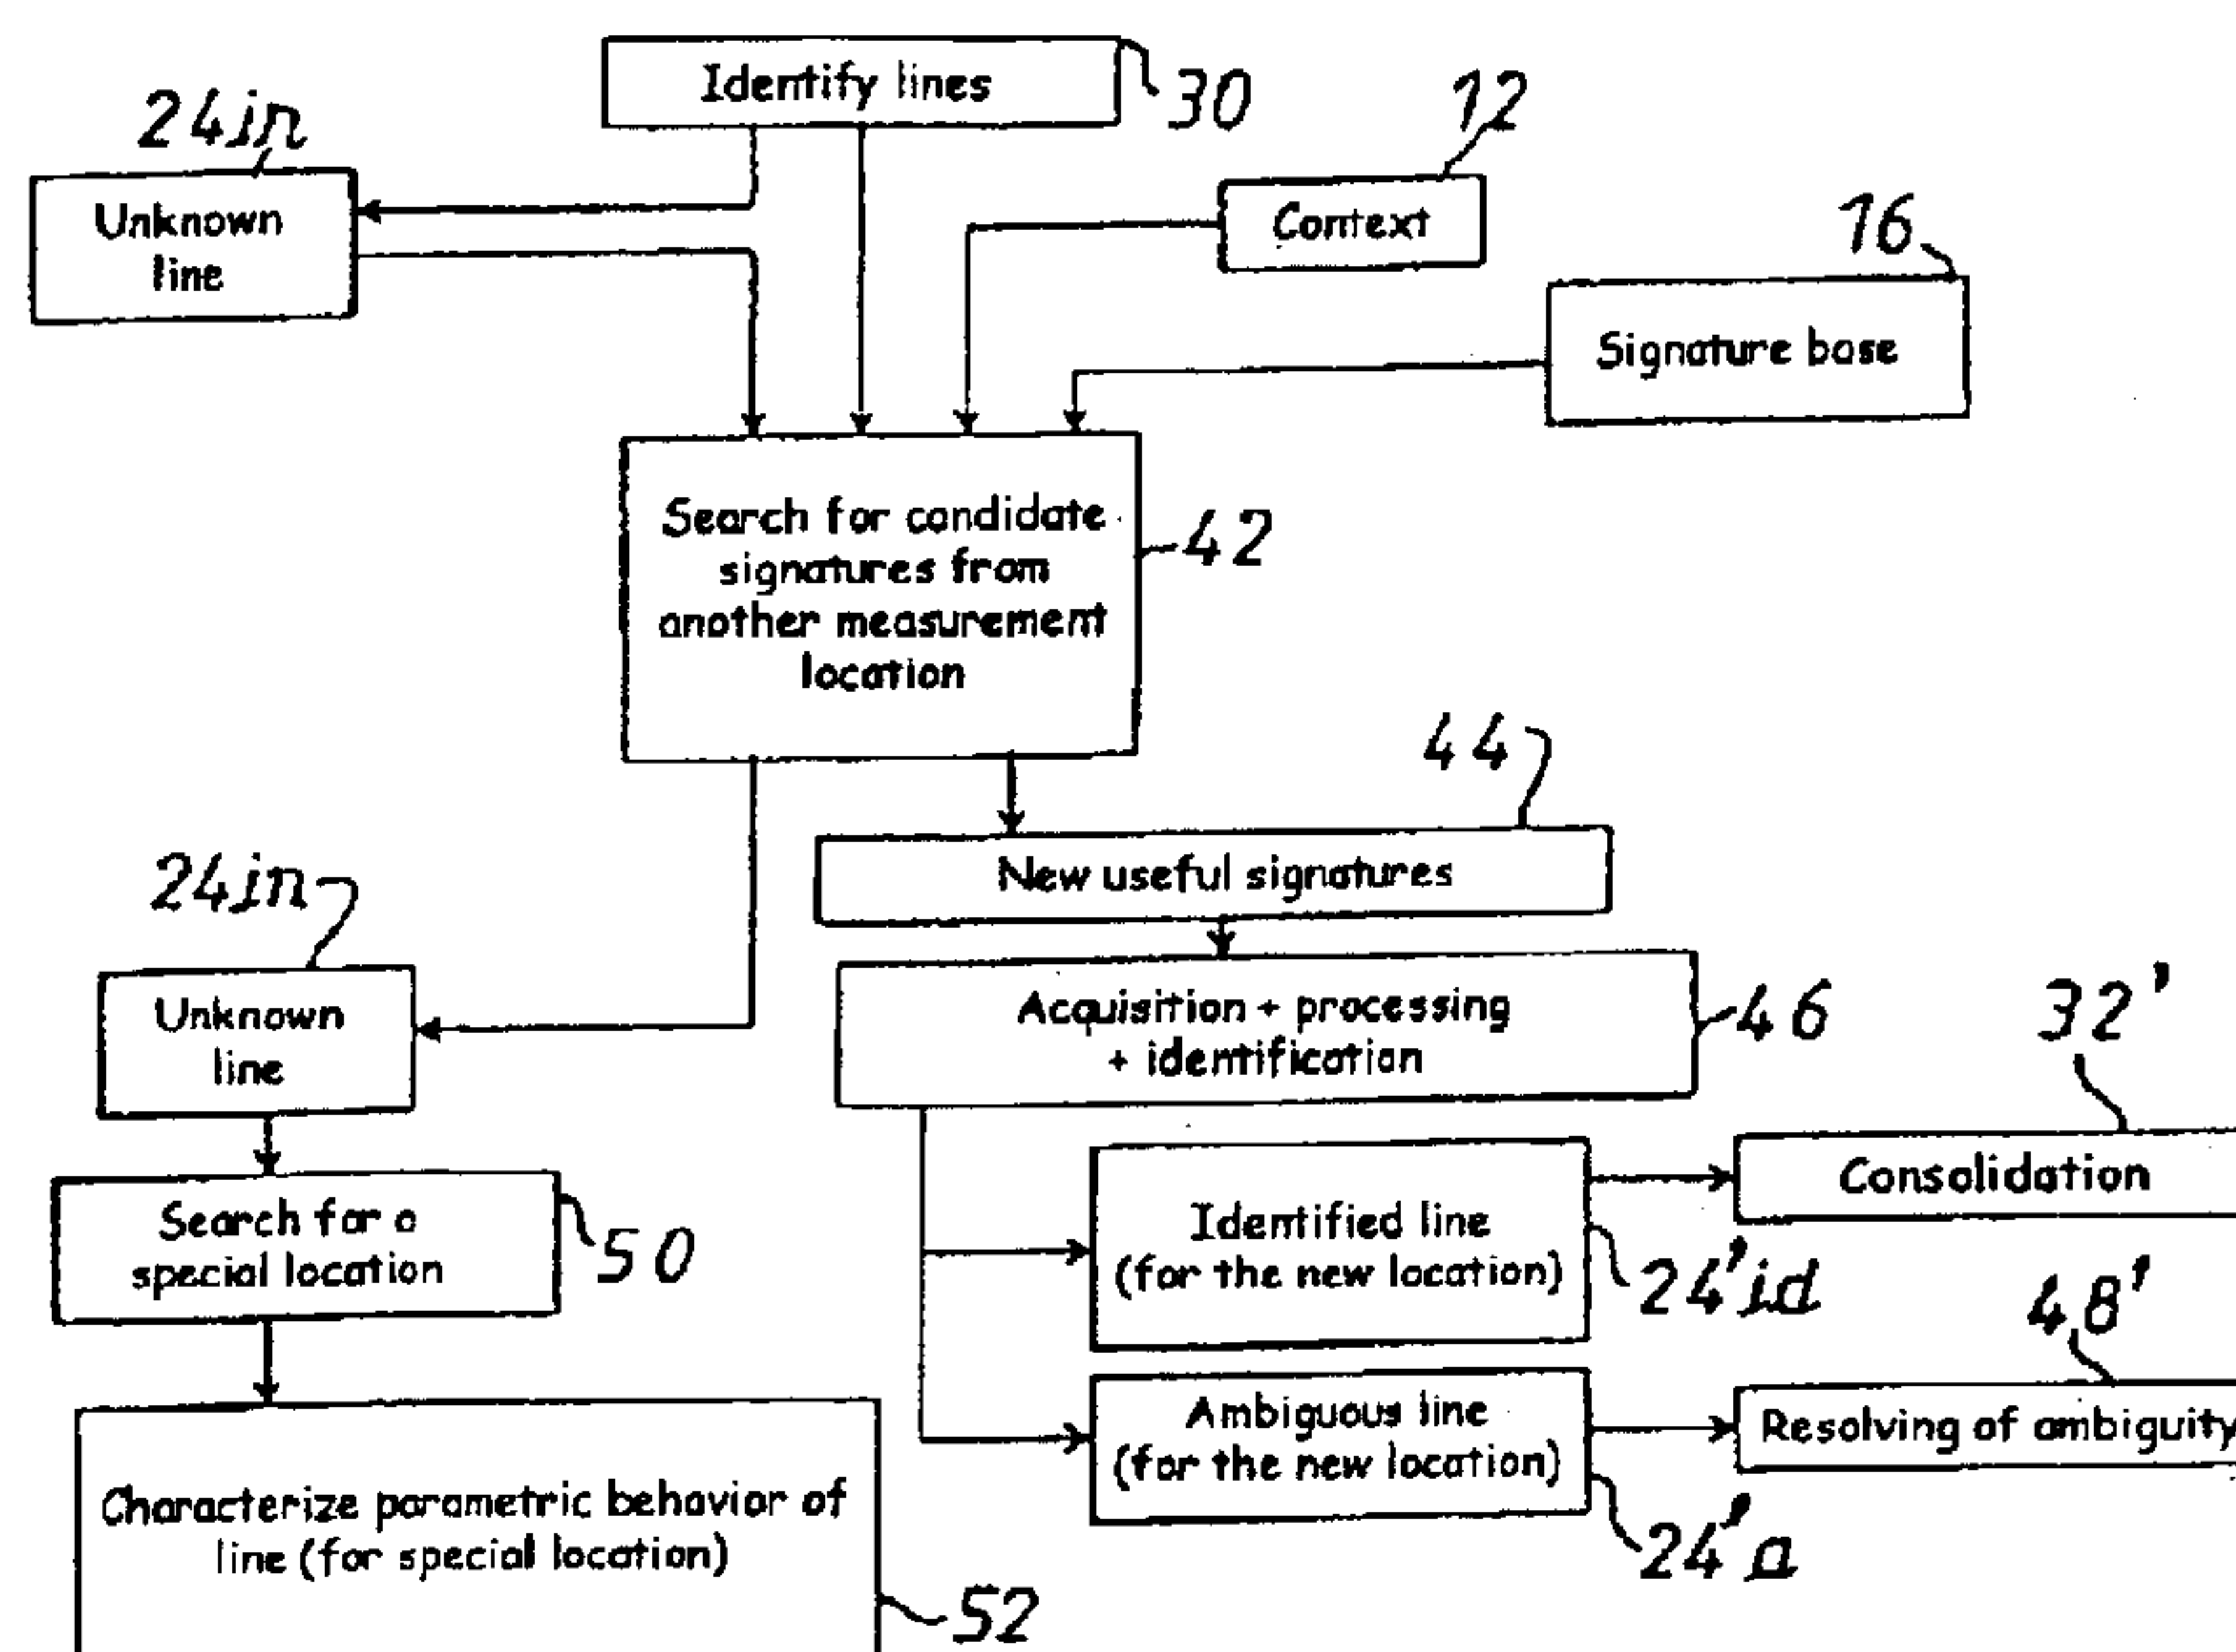 Identify lines
30
24in
12
Unknown
line
Context
16
Signature base
Search for candidate
signatures from
another measurement
location
42
44
New useful signatures
24in
Unknown
line
Acquisition + processing
+ identification
46
32'
Consolidation
Search for a
special location
50
Identified line
(for the new location)
24'id
48'
Ambiguous line
(for the new location)
Resolving of ambiguity
24'a
Characterize parametric behavior of
line (for special location)
52